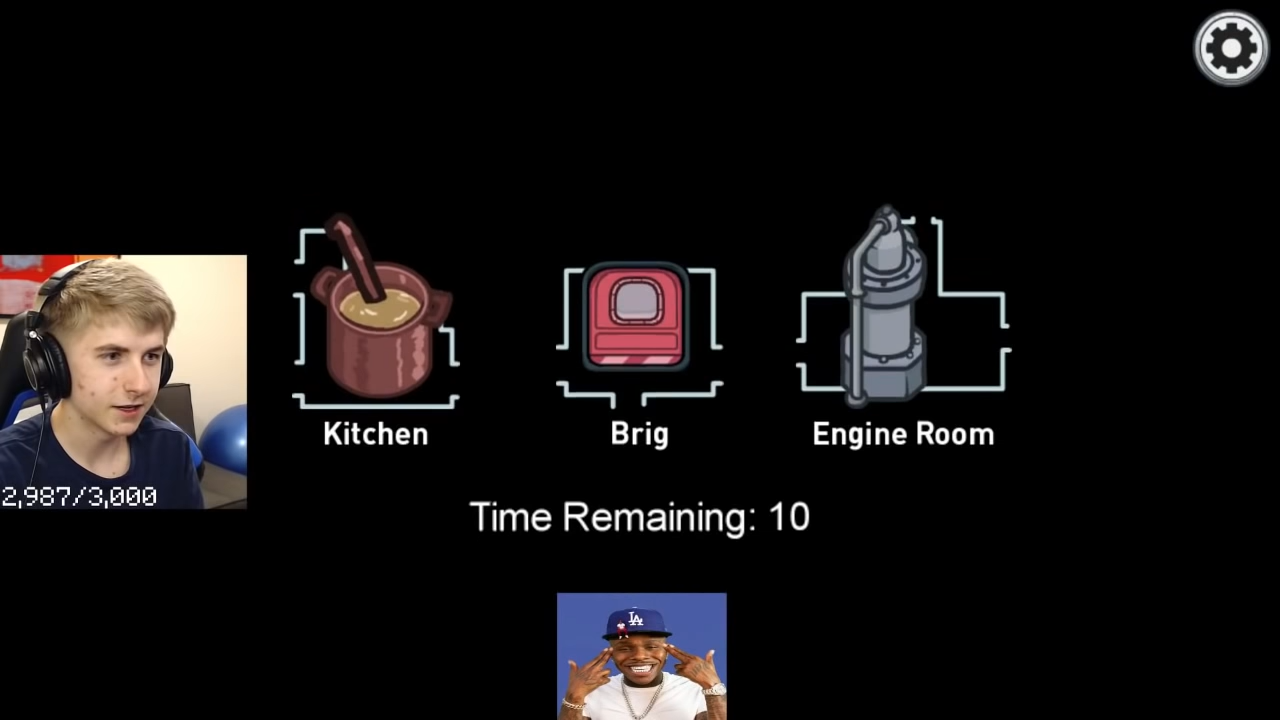 LA
Kitchen
Brig
Engine Room
2,987/3,000
Time Remaining: 10